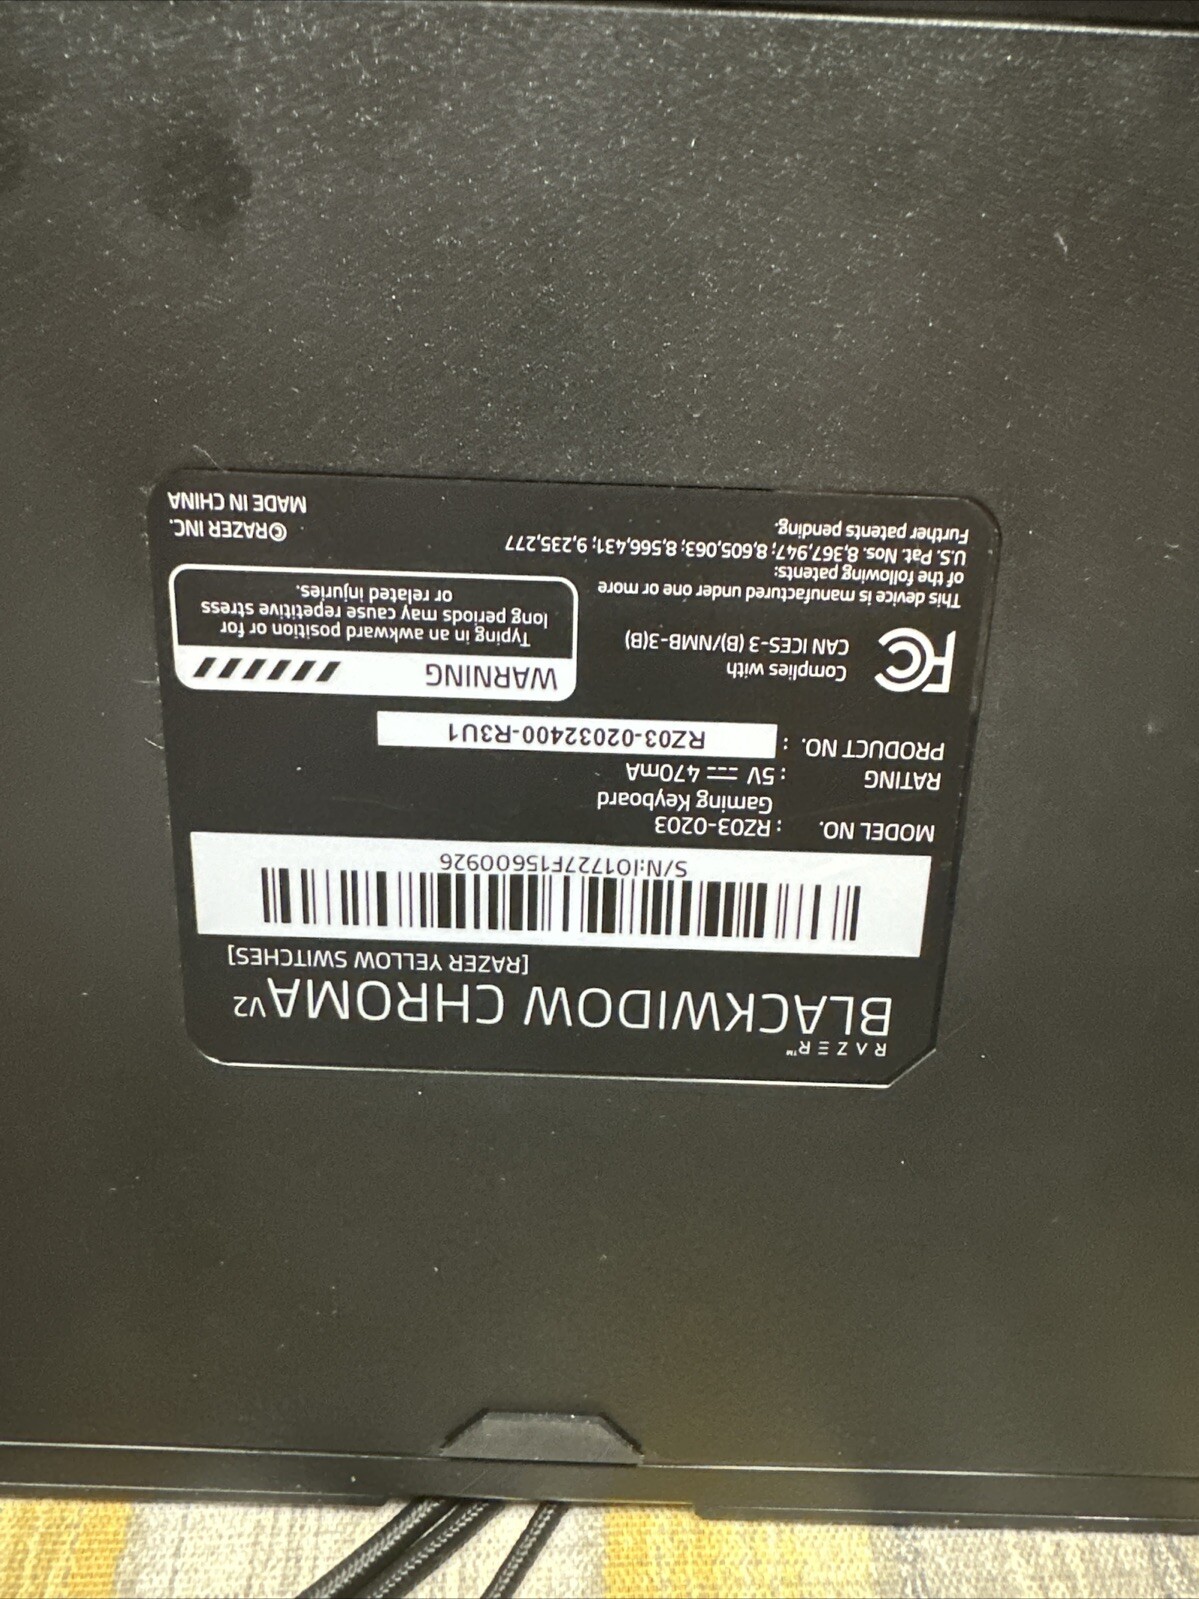 RAZER™
BLACKWIDOW CHROMA V2
[RAZER YELLOW SWITCHES]
S/N:IO1727F15600926
MODEL NO. : RZ03-0203
Gaming Keyboard
RATING : 5V ⎓ 470mA
PRODUCT NO. : RZ03-02032400-R3U1
FC
Complies with
CAN ICES-3 (B)/NMB-3(B)
This device is manufactured under one or more
of the following patents:
U.S. Pat. Nos. 8,367,947; 8,605,063; 8,566,431; 9,235,277
Further patents pending.
WARNING
Typing in an awkward position or for
long periods may cause repetitive stress
or related injuries.
©RAZER INC.
MADE IN CHINA